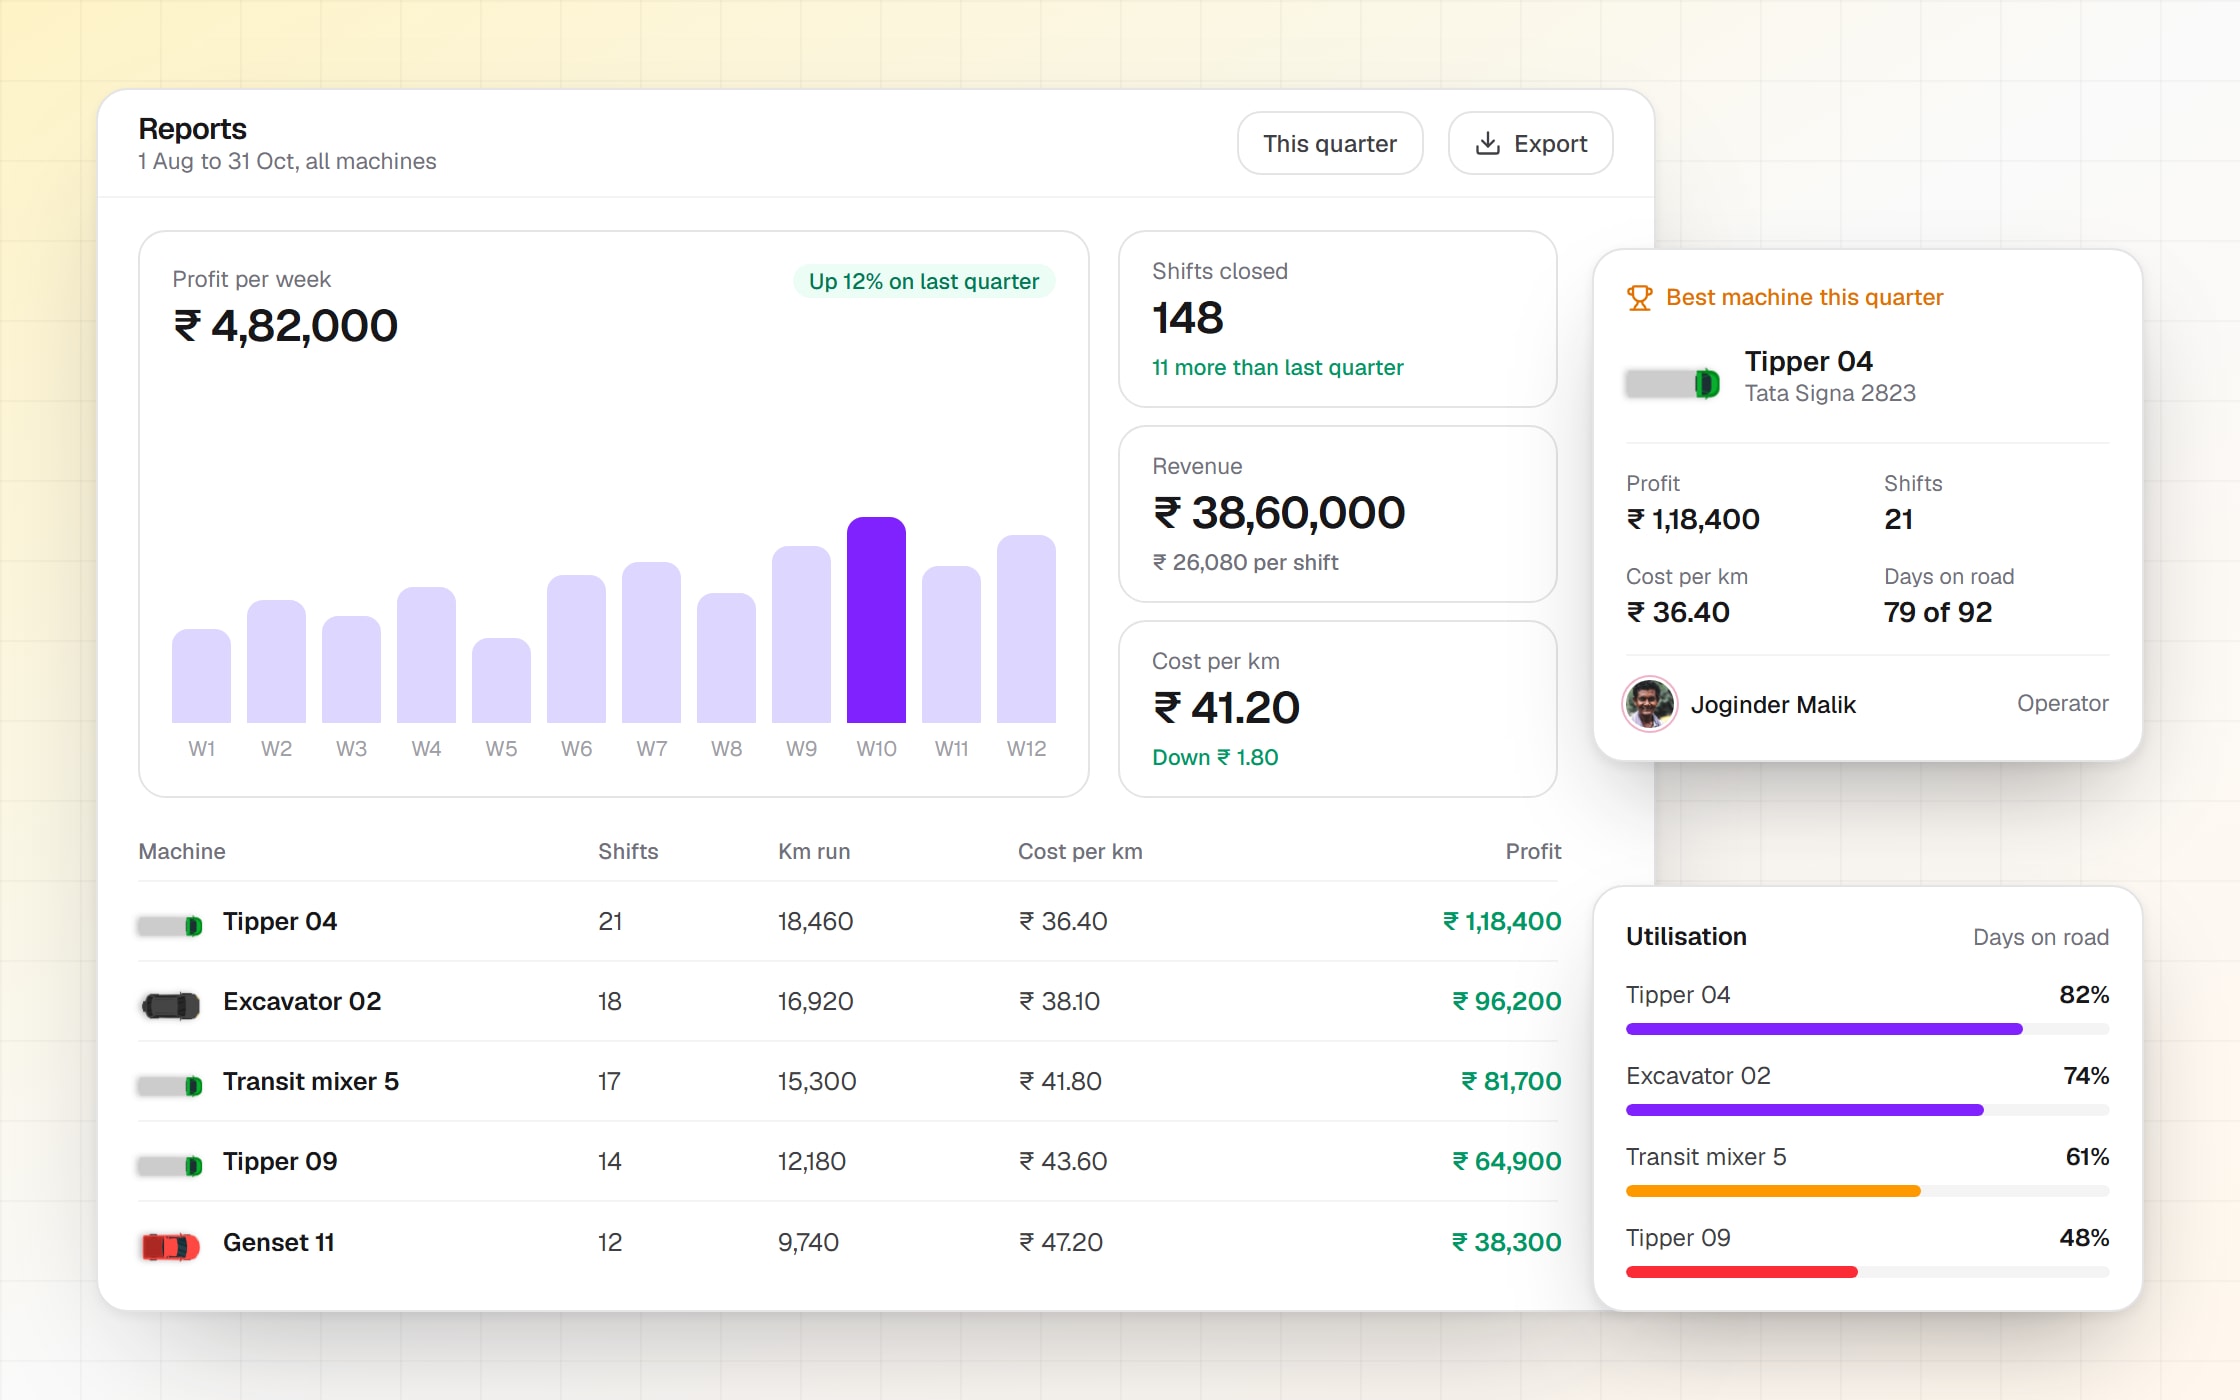 Reports
1 Aug to 31 Oct, all machines
This quarter
Export
Profit per week
Up 12% on last quarter
₹ 4,82,000
W1 W2 W3 W4 W5 W6 W7 W8 W9 W10 W11 W12
Shifts closed
148
11 more than last quarter
Revenue
₹ 38,60,000
₹ 26,080 per shift
Cost per km
₹ 41.20
Down ₹ 1.80
Machine Shifts Km run Cost per km Profit
Tipper 04 21 18,460 ₹ 36.40 ₹ 1,18,400
Excavator 02 18 16,920 ₹ 38.10 ₹ 96,200
Transit mixer 5 17 15,300 ₹ 41.80 ₹ 81,700
Tipper 09 14 12,180 ₹ 43.60 ₹ 64,900
Genset 11 12 9,740 ₹ 47.20 ₹ 38,300
Best machine this quarter
Tipper 04
Tata Signa 2823
Profit Shifts
₹ 1,18,400 21
Cost per km Days on road
₹ 36.40 79 of 92
Joginder Malik Operator
Utilisation Days on road
Tipper 04 82%
Excavator 02 74%
Transit mixer 5 61%
Tipper 09 48%